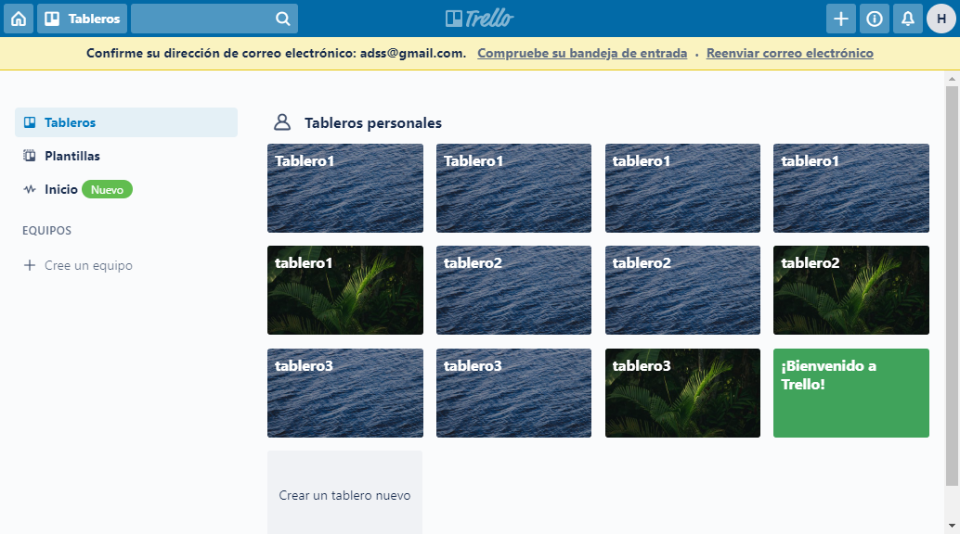 Tableros
Trello
H
Confirme su dirección de correo electrónico: adss@gmail.com. Compruebe su bandeja de entrada · Reenviar correo electrónico
Tableros
Plantillas
Inicio Nuevo
EQUIPOS
Cree un equipo
Tableros personales
Tablero1
Tablero1
tablero1
tablero1
tablero1
tablero2
tablero2
tablero2
tablero3
tablero3
tablero3
¡Bienvenido a
Trello!
Crear un tablero nuevo